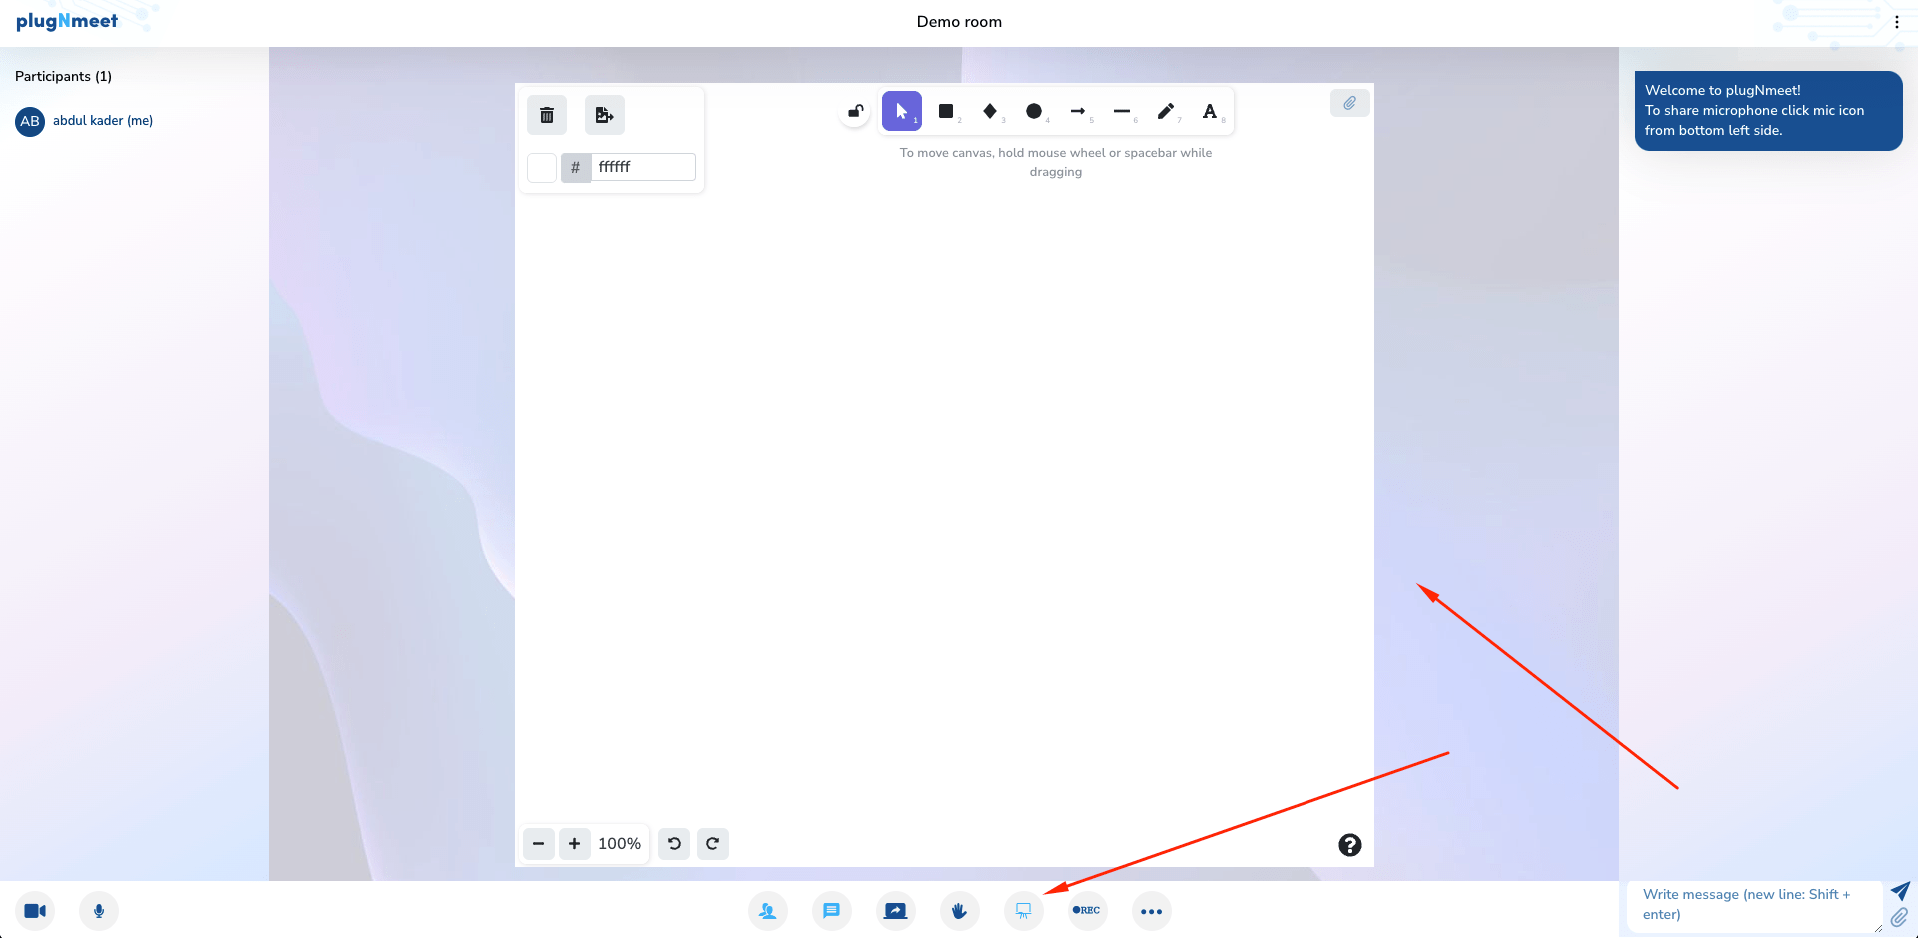 plugNmeet
Demo room
Participants (1)
AB abdul kader (me)
# ffffff
1 2 3 4 5 6 7 A 8
To move canvas, hold mouse wheel or spacebar while
dragging
Welcome to plugNmeet!
To share microphone click mic icon
from bottom left side.
100%
?
REC
Write message (new line: Shift +
enter)